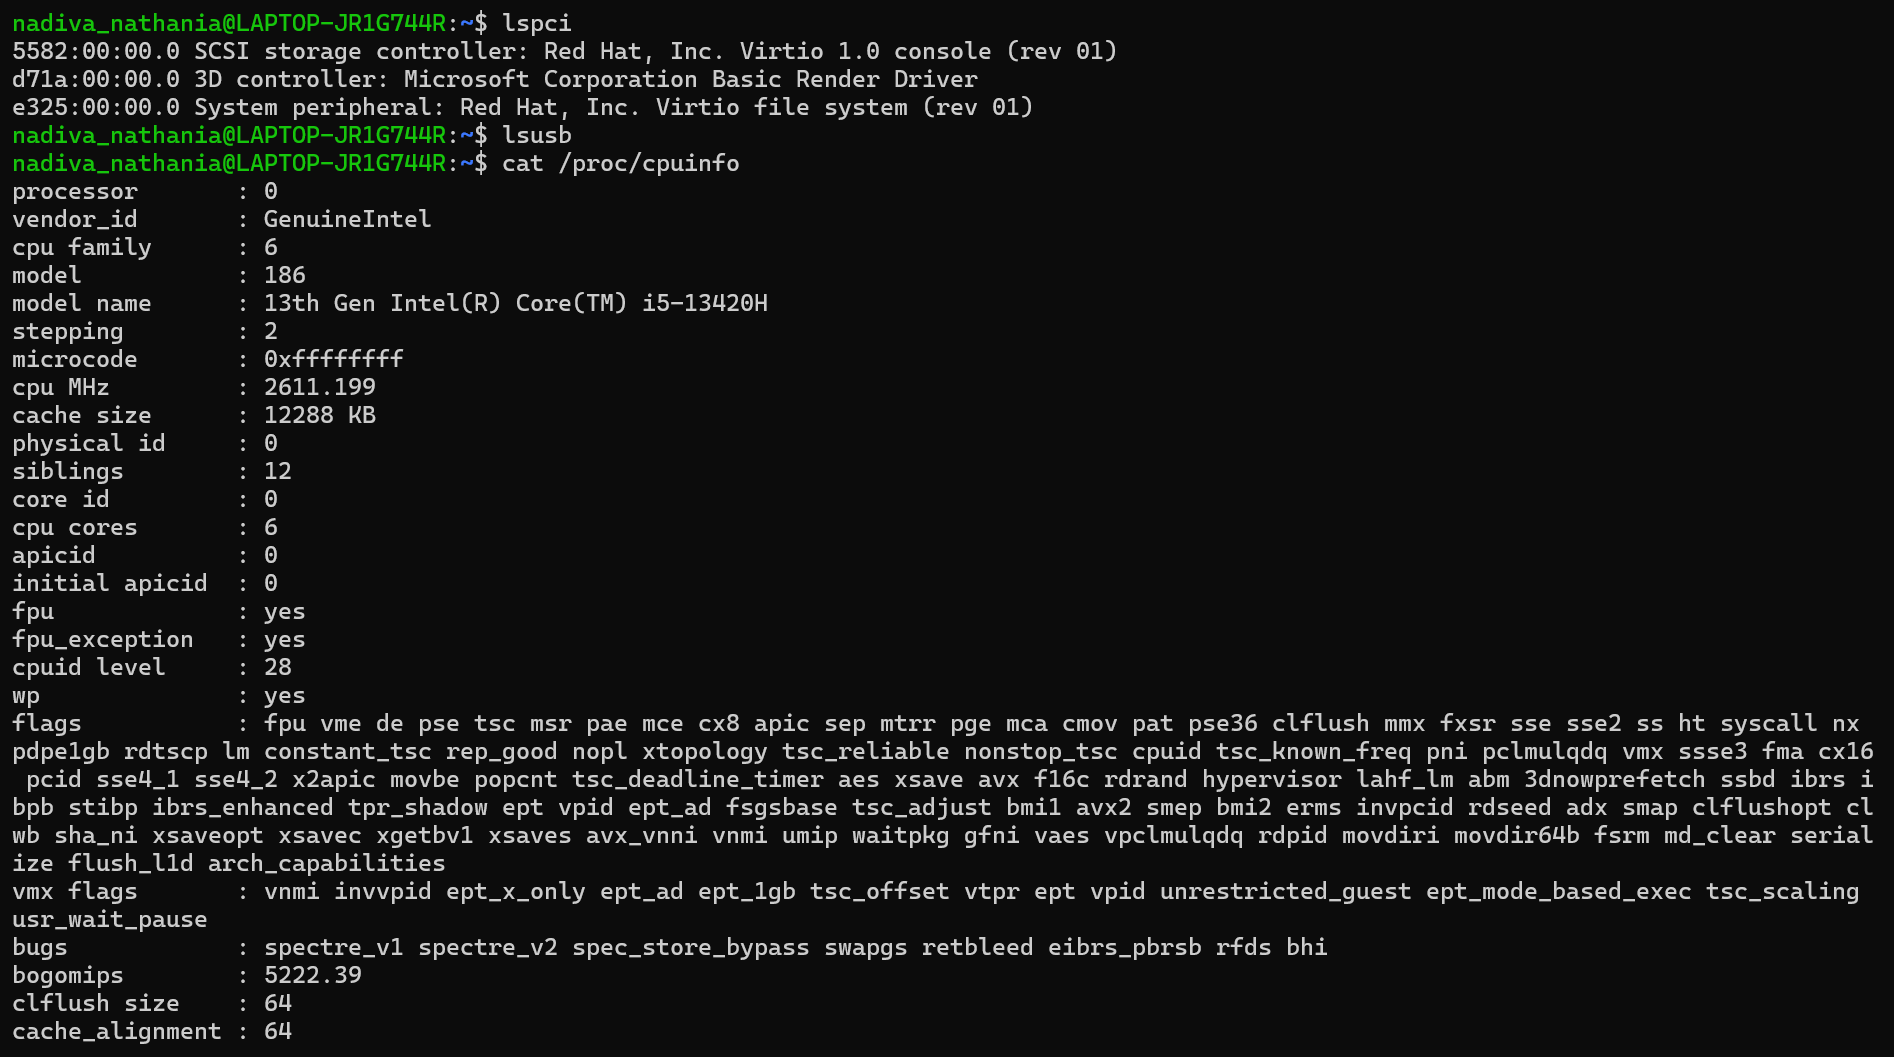 nadiva_nathania@LAPTOP-JR1G744R:~$ lspci
5582:00:00.0 SCSI storage controller: Red Hat, Inc. Virtio 1.0 console (rev 01)
d71a:00:00.0 3D controller: Microsoft Corporation Basic Render Driver
e325:00:00.0 System peripheral: Red Hat, Inc. Virtio file system (rev 01)
nadiva_nathania@LAPTOP-JR1G744R:~$ lsusb
nadiva_nathania@LAPTOP-JR1G744R:~$ cat /proc/cpuinfo
processor       : 0
vendor_id       : GenuineIntel
cpu family      : 6
model           : 186
model name      : 13th Gen Intel(R) Core(TM) i5-13420H
stepping        : 2
microcode       : 0xffffffff
cpu MHz         : 2611.199
cache size      : 12288 KB
physical id     : 0
siblings        : 12
core id         : 0
cpu cores       : 6
apicid          : 0
initial apicid  : 0
fpu             : yes
fpu_exception   : yes
cpuid level     : 28
wp              : yes
flags           : fpu vme de pse tsc msr pae mce cx8 apic sep mtrr pge mca cmov pat pse36 clflush mmx fxsr sse sse2 ss ht syscall nx
pdpe1gb rdtscp lm constant_tsc rep_good nopl xtopology tsc_reliable nonstop_tsc cpuid tsc_known_freq pni pclmulqdq vmx ssse3 fma cx16
 pcid sse4_1 sse4_2 x2apic movbe popcnt tsc_deadline_timer aes xsave avx f16c rdrand hypervisor lahf_lm abm 3dnowprefetch ssbd ibrs i
bpb stibp ibrs_enhanced tpr_shadow ept vpid ept_ad fsgsbase tsc_adjust bmi1 avx2 smep bmi2 erms invpcid rdseed adx smap clflushopt cl
wb sha_ni xsaveopt xsavec xgetbv1 xsaves avx_vnni vnmi umip waitpkg gfni vaes vpclmulqdq rdpid movdiri movdir64b fsrm md_clear serial
ize flush_l1d arch_capabilities
vmx flags       : vnmi invvpid ept_x_only ept_ad ept_1gb tsc_offset vtpr ept vpid unrestricted_guest ept_mode_based_exec tsc_scaling
usr_wait_pause
bugs            : spectre_v1 spectre_v2 spec_store_bypass swapgs retbleed eibrs_pbrsb rfds bhi
bogomips        : 5222.39
clflush size    : 64
cache_alignment : 64